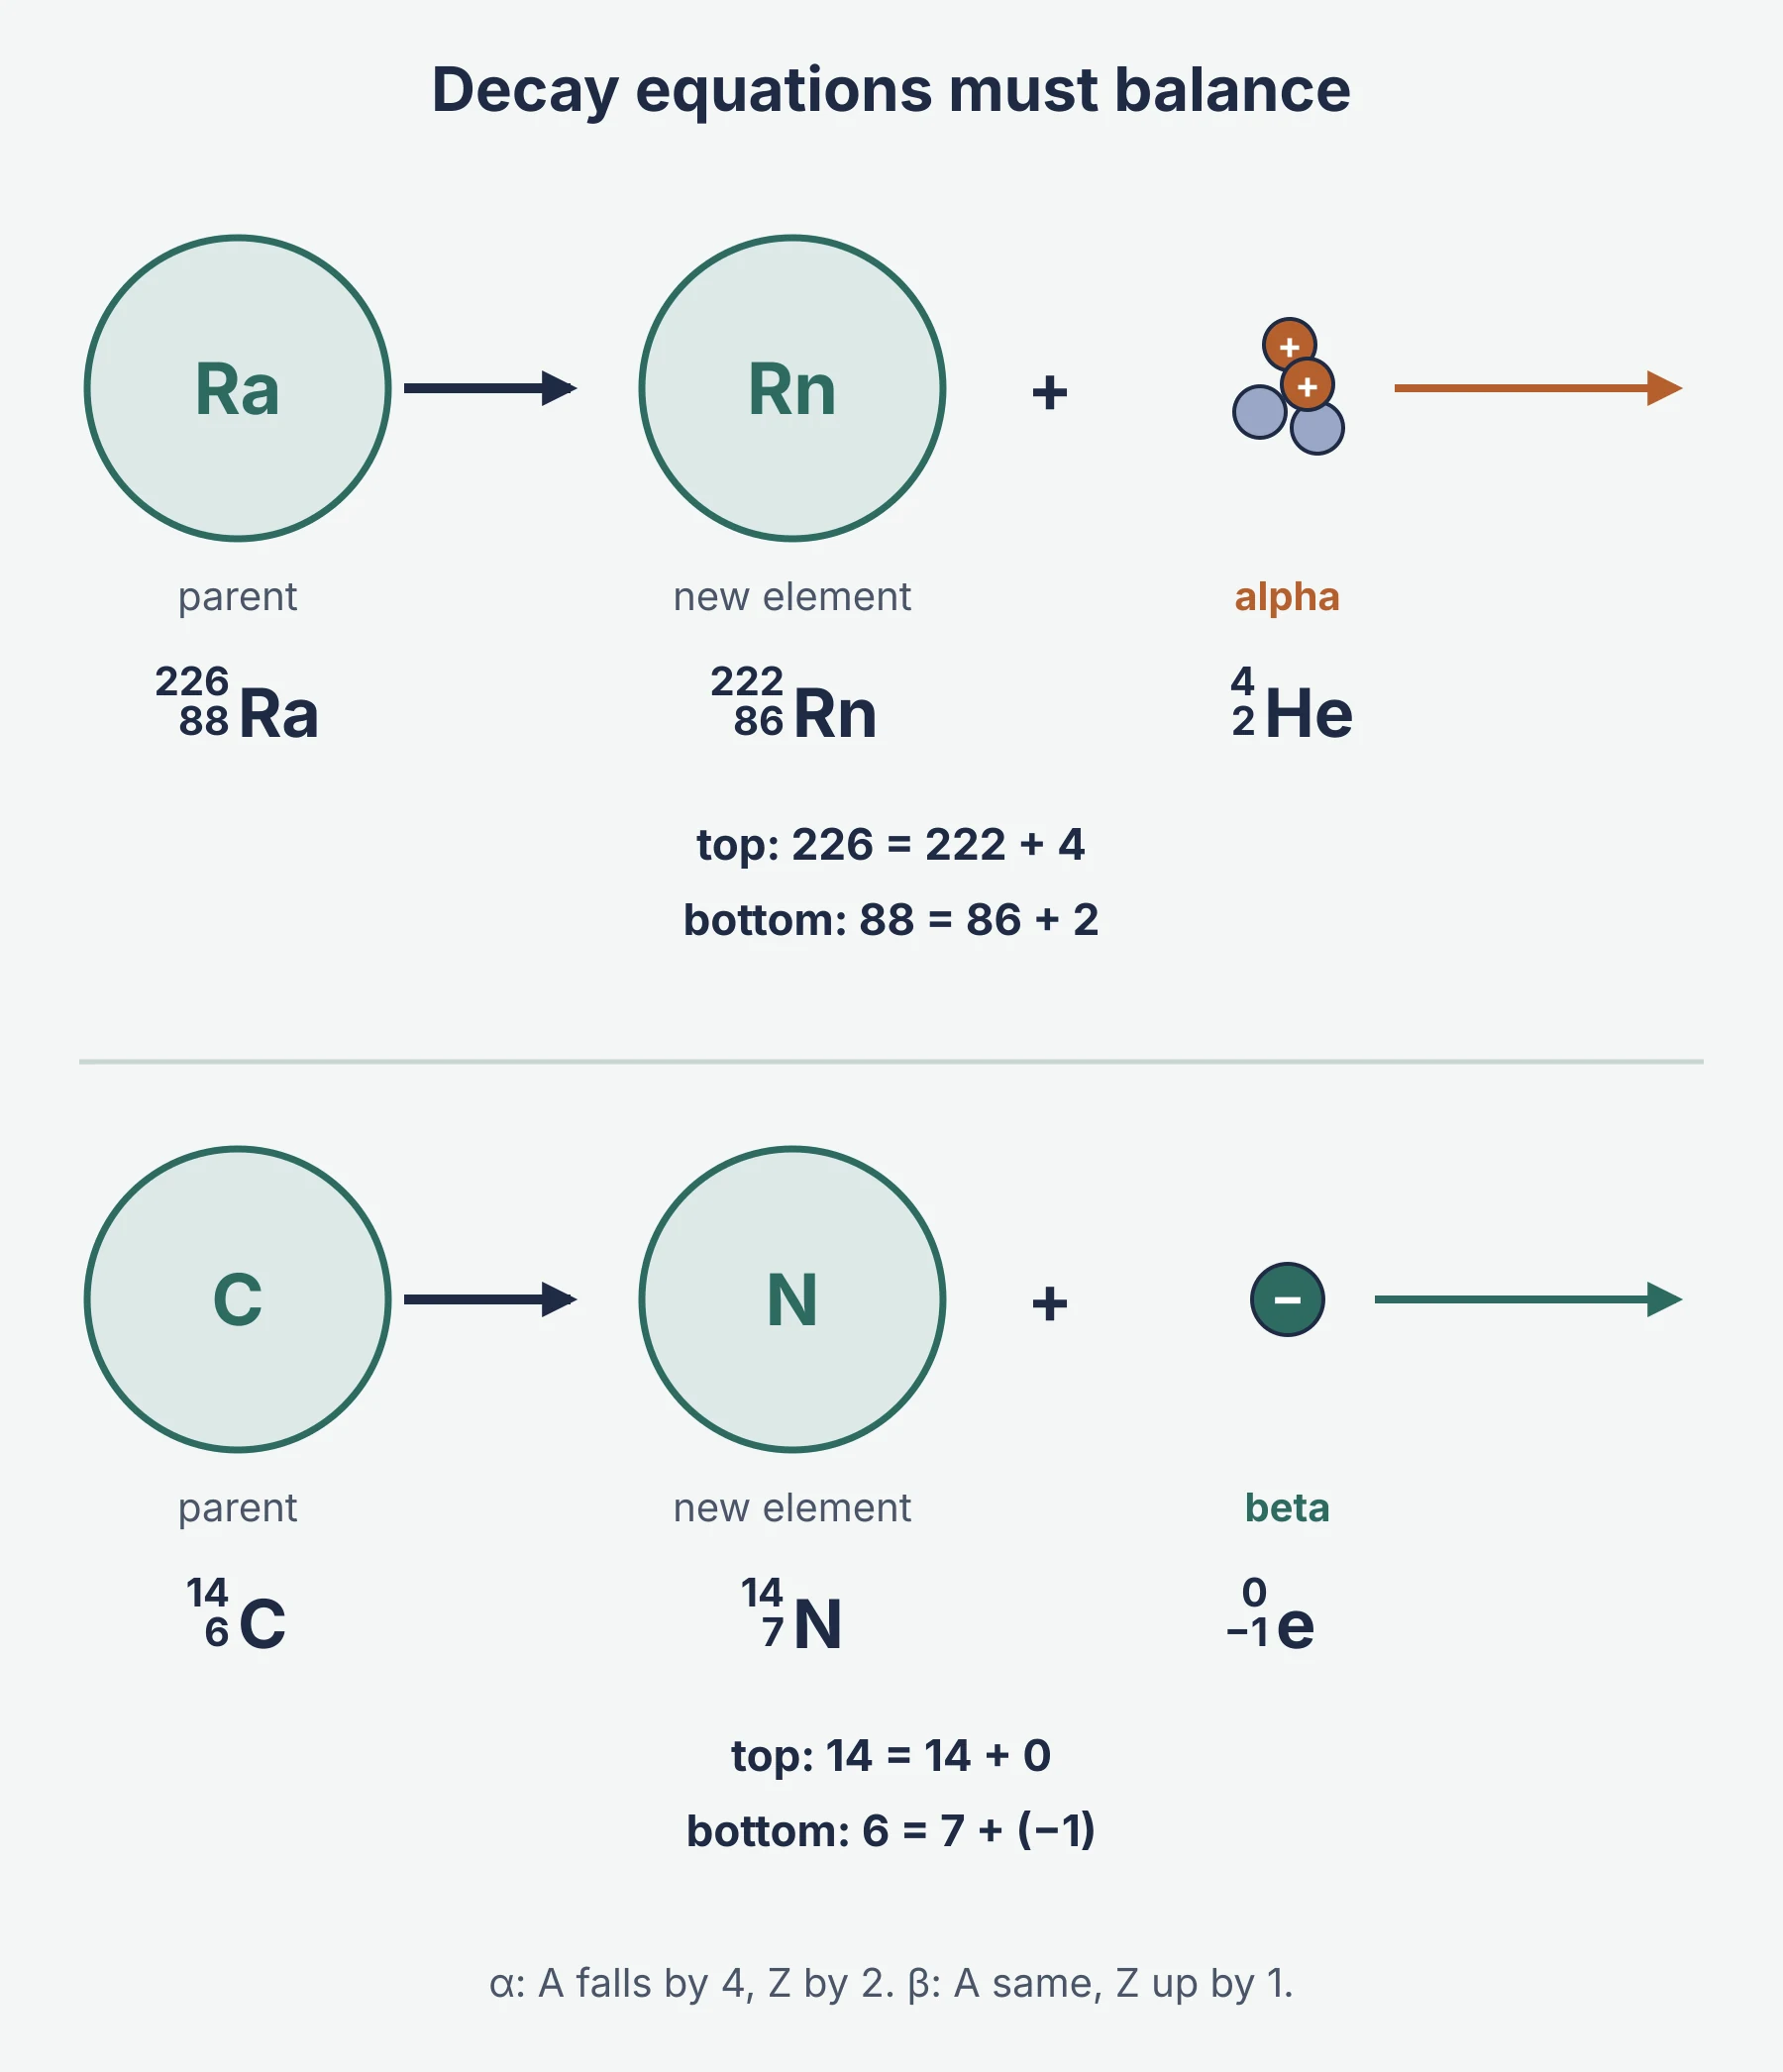 Decay equations must balance
Ra
Rn
+
+
+
parent
new element
alpha
226
88 Ra
222
86 Rn
4
2 He
top: 226 = 222 + 4
bottom: 88 = 86 + 2
C
N
+
−
parent
new element
beta
14
6 C
14
7 N
0
−1 e
top: 14 = 14 + 0
bottom: 6 = 7 + (−1)
α: A falls by 4, Z by 2. β: A same, Z up by 1.